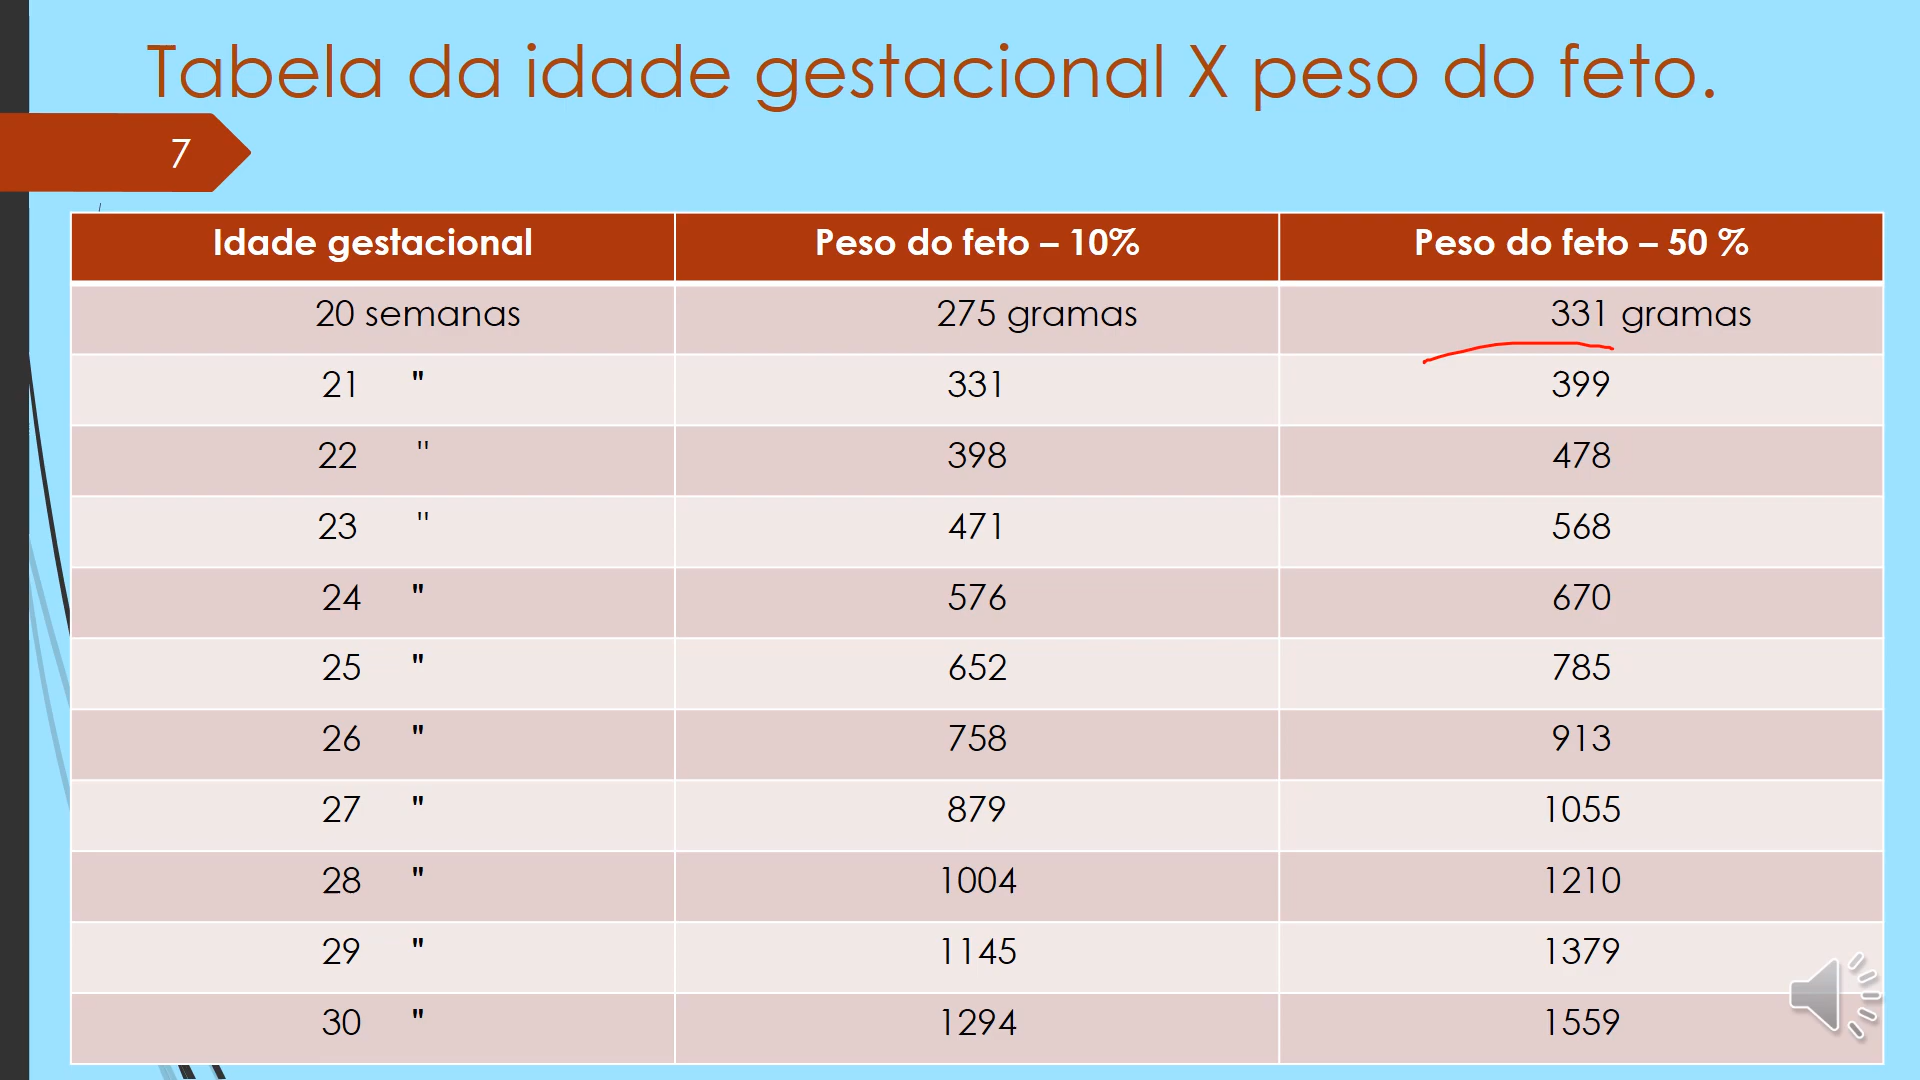 Tabela da idade gestacional X peso do feto.
7
Idade gestacional Peso do feto – 10% Peso do feto – 50 %
20 semanas 275 gramas 331 gramas
21 " 331 399
22 " 398 478
23 " 471 568
24 " 576 670
25 " 652 785
26 " 758 913
27 " 879 1055
28 " 1004 1210
29 " 1145 1379
30 " 1294 1559